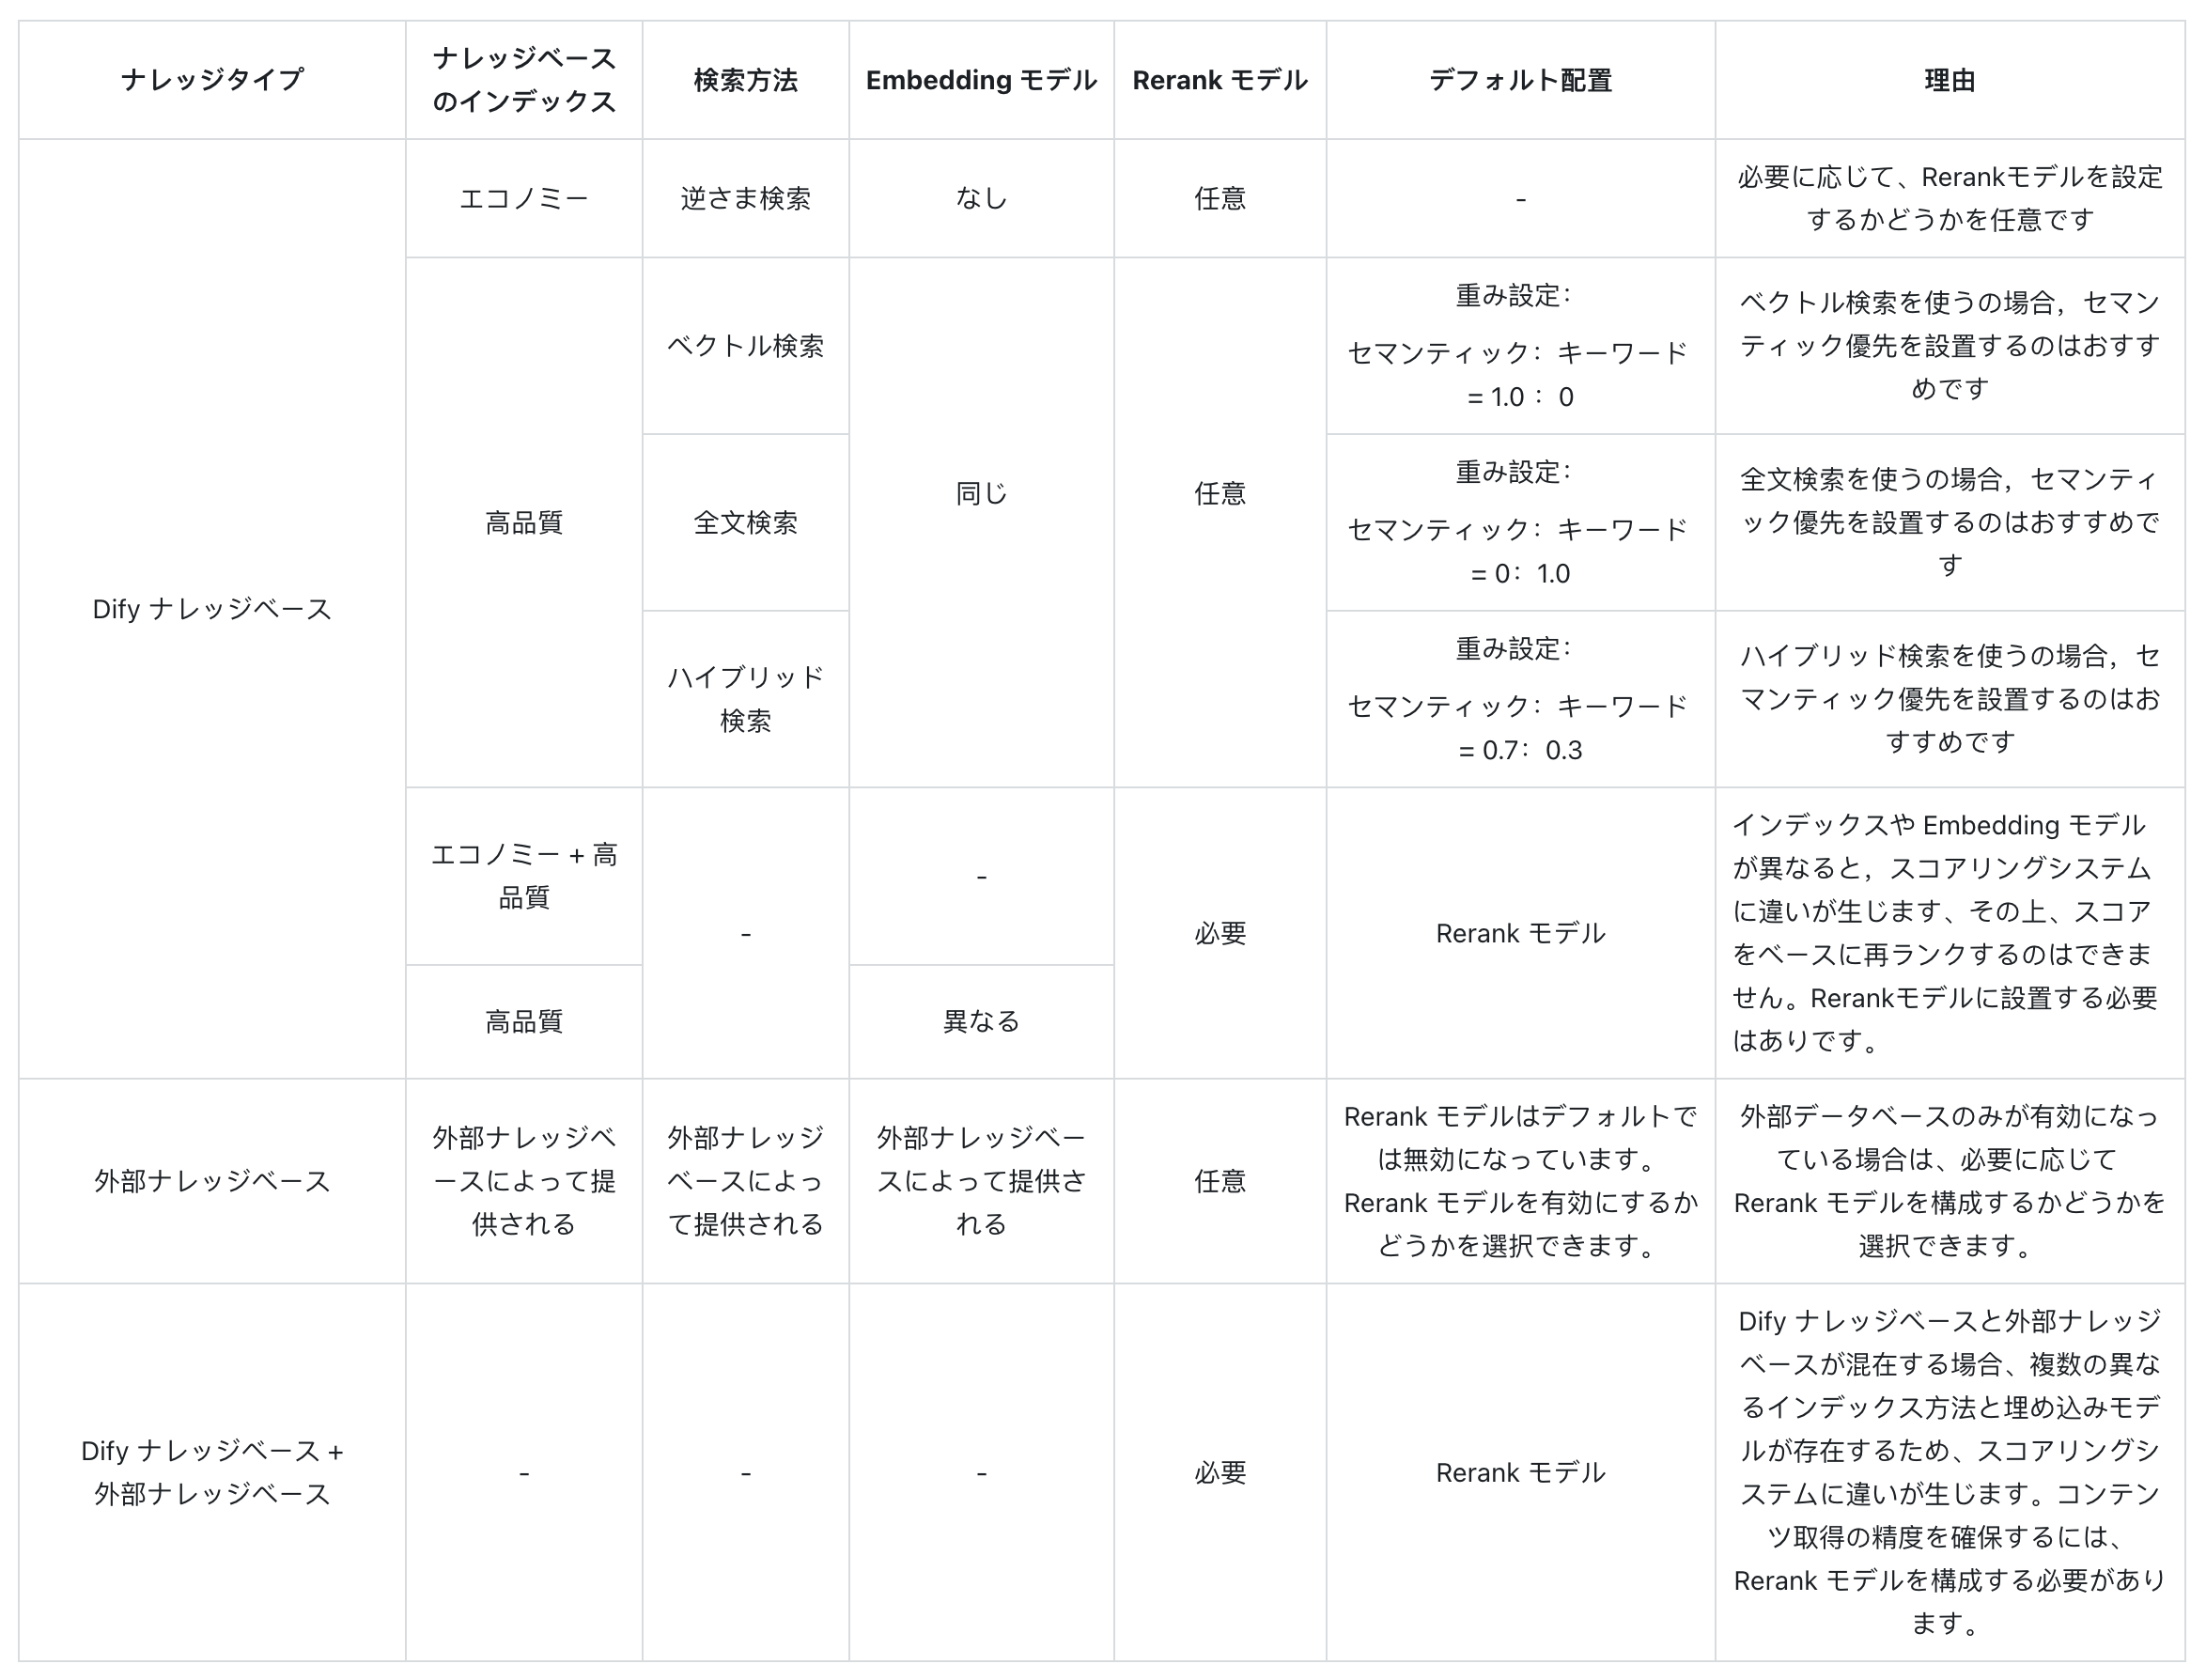 ナレッジタイプ
ナレッジベース
のインデックス
検索方法
Embedding モデル
Rerank モデル
デフォルト配置
理由
Dify ナレッジベース
エコノミー
逆さま検索
なし
任意
-
必要に応じて、Rerankモデルを設定
するかどうかを任意です
高品質
ベクトル検索
同じ
任意
重み設定：
セマンティック：キーワード
= 1.0 ：0
ベクトル検索を使うの場合，セマン
ティック優先を設置するのはおすす
めです
全文検索
重み設定：
セマンティック：キーワード
= 0：1.0
全文検索を使うの場合，セマンティ
ック優先を設置するのはおすすめで
す
ハイブリッド
検索
重み設定：
セマンティック：キーワード
= 0.7：0.3
ハイブリッド検索を使うの場合，セ
マンティック優先を設置するのはお
すすめです
エコノミー + 高
品質
-
-
必要
Rerank モデル
インデックスや Embedding モデル
が異なると，スコアリングシステム
に違いが生じます、その上、スコア
をベースに再ランクするのはできま
せん。Rerankモデルに設置する必要
はありです。
高品質
異なる
外部ナレッジベース
外部ナレッジベ
ースによって提
供される
外部ナレッジ
ベースによっ
て提供される
外部ナレッジベー
スによって提供さ
れる
任意
Rerank モデルはデフォルトで
は無効になっています。
Rerank モデルを有効にするか
どうかを選択できます。
外部データベースのみが有効になっ
ている場合は、必要に応じて
Rerank モデルを構成するかどうかを
選択できます。
Dify ナレッジベース +
外部ナレッジベース
-
-
-
必要
Rerank モデル
Dify ナレッジベースと外部ナレッジ
ベースが混在する場合、複数の異な
るインデックス方法と埋め込みモデ
ルが存在するため、スコアリングシ
ステムに違いが生じます。コンテン
ツ取得の精度を確保するには、
Rerank モデルを構成する必要があり
ます。